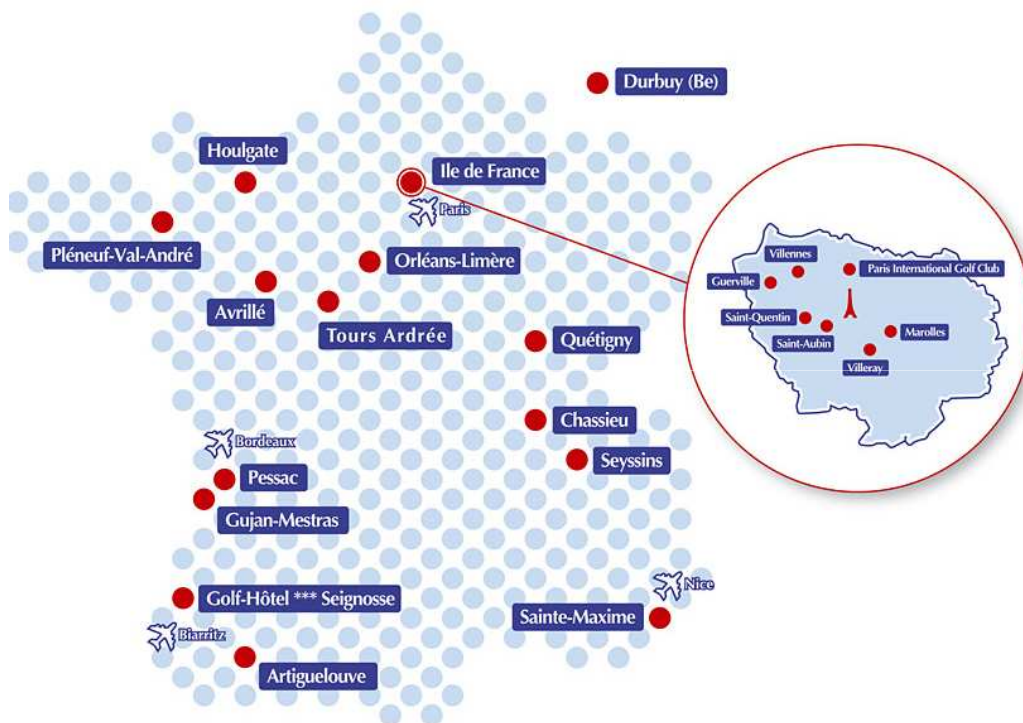 Durbuy (Be)
Houlgate
Ile de France
Paris
Pléneuf-Val-André
Orléans-Limère
Avrillé
Tours Ardrée
Quétigny
Villennes
Paris International Golf Club
Guerville
Saint-Quentin
Saint-Aubin
Marolles
Villeray
Chassieu
Bordeaux
Seyssins
Pessac
Gujan-Mestras
Nice
Golf-Hôtel *** Seignosse
Sainte-Maxime
Biarritz
Artiguelouve